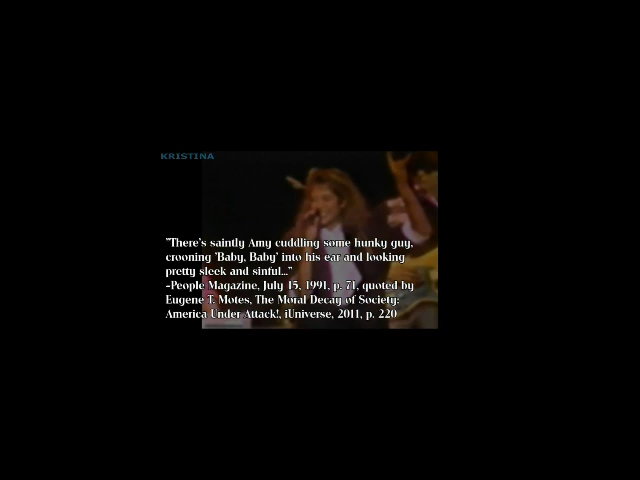 KRISTINA
"There's saintly Amy cuddling some hunky guy,
crooning 'Baby, Baby' into his ear and looking
pretty sleek and sinful..."
-People Magazine, July 15, 1991, p. 71, quoted by
Eugene T. Motes, The Moral Decay of Society:
America Under Attack!, iUniverse, 2011, p. 220